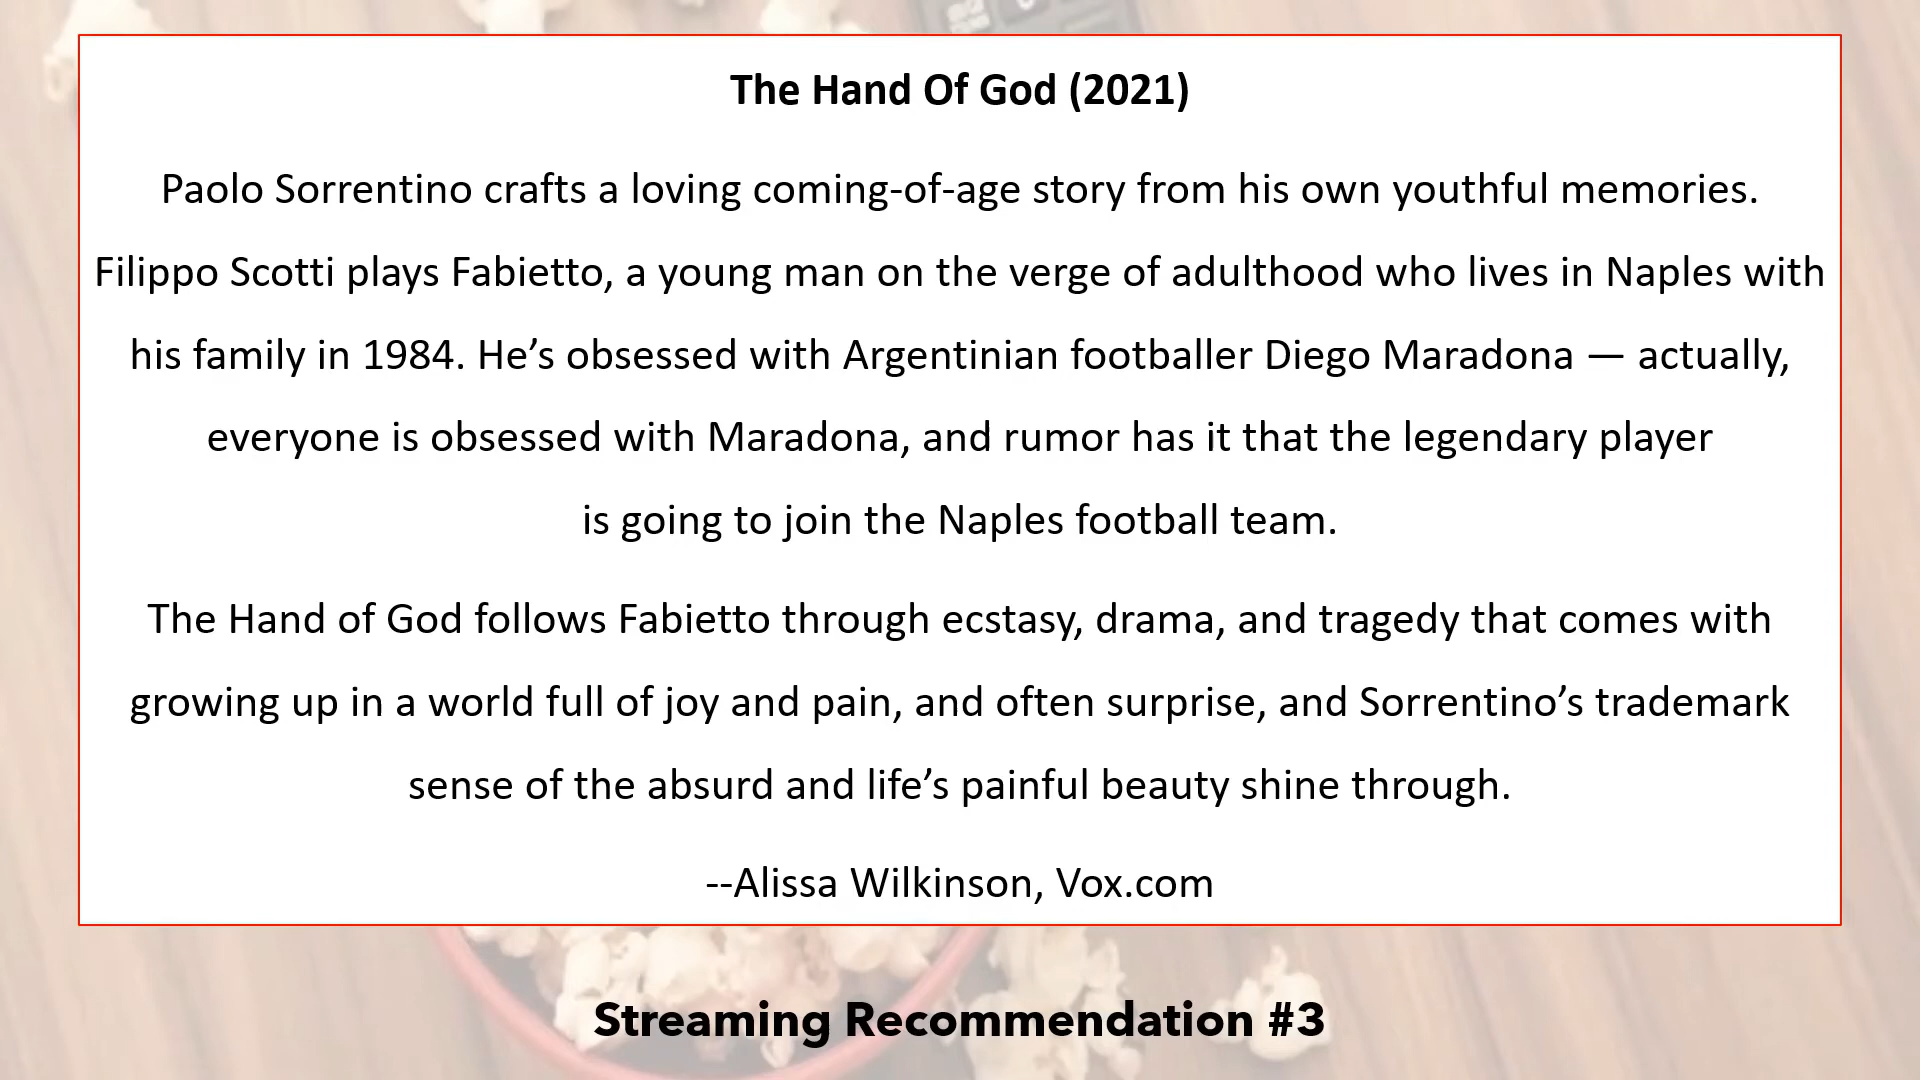 The Hand Of God (2021)
Paolo Sorrentino crafts a loving coming-of-age story from his own youthful memories.
Filippo Scotti plays Fabietto, a young man on the verge of adulthood who lives in Naples with
his family in 1984. He’s obsessed with Argentinian footballer Diego Maradona — actually,
everyone is obsessed with Maradona, and rumor has it that the legendary player
is going to join the Naples football team.
The Hand of God follows Fabietto through ecstasy, drama, and tragedy that comes with
growing up in a world full of joy and pain, and often surprise, and Sorrentino’s trademark
sense of the absurd and life’s painful beauty shine through.
--Alissa Wilkinson, Vox.com
Streaming Recommendation #3